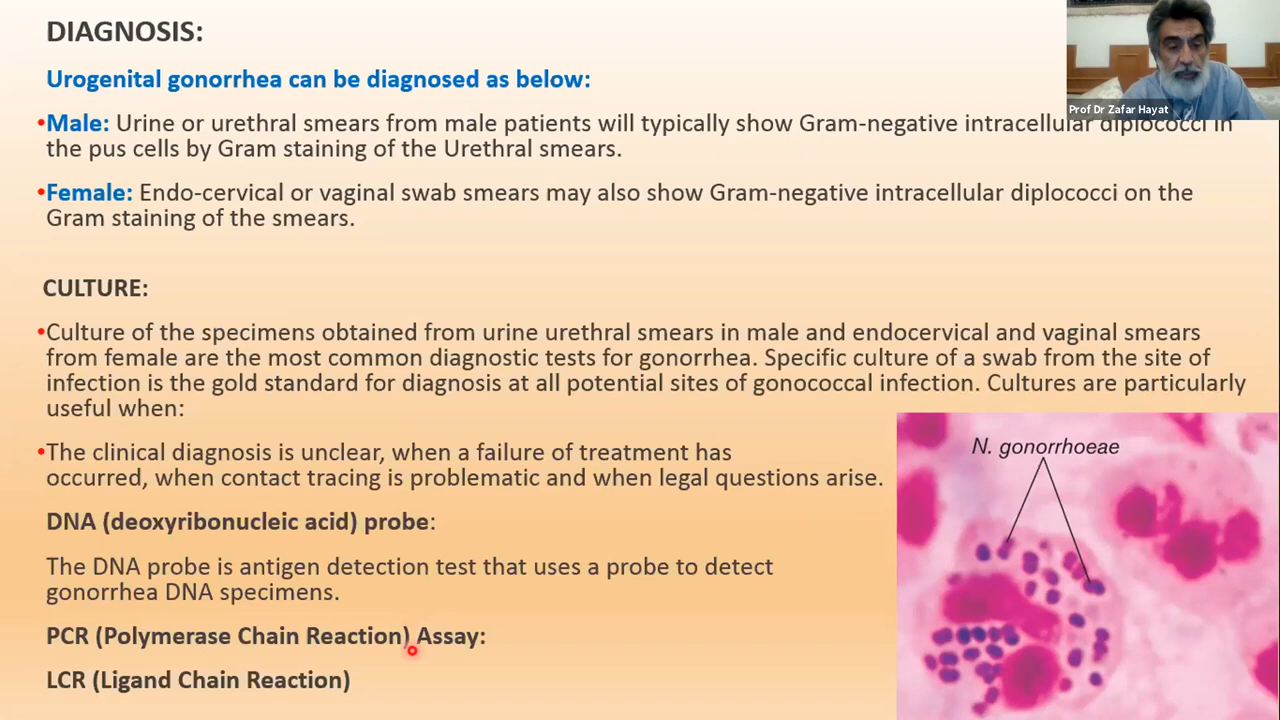 DIAGNOSIS:
Urogenital gonorrhea can be diagnosed as below:
•Male: Urine or urethral smears from male patients will typically show Gram-negative intracellular diplococci in
the pus cells by Gram staining of the Urethral smears.
•Female: Endo-cervical or vaginal swab smears may also show Gram-negative intracellular diplococci on the
Gram staining of the smears.
CULTURE:
•Culture of the specimens obtained from urine urethral smears in male and endocervical and vaginal smears
from female are the most common diagnostic tests for gonorrhea. Specific culture of a swab from the site of
infection is the gold standard for diagnosis at all potential sites of gonococcal infection. Cultures are particularly
useful when:
•The clinical diagnosis is unclear, when a failure of treatment has
occurred, when contact tracing is problematic and when legal questions arise.
DNA (deoxyribonucleic acid) probe:
The DNA probe is antigen detection test that uses a probe to detect
gonorrhea DNA specimens.
PCR (Polymerase Chain Reaction) Assay:
LCR (Ligand Chain Reaction)
Prof Dr Zafar Hayat
N. gonorrhoeae